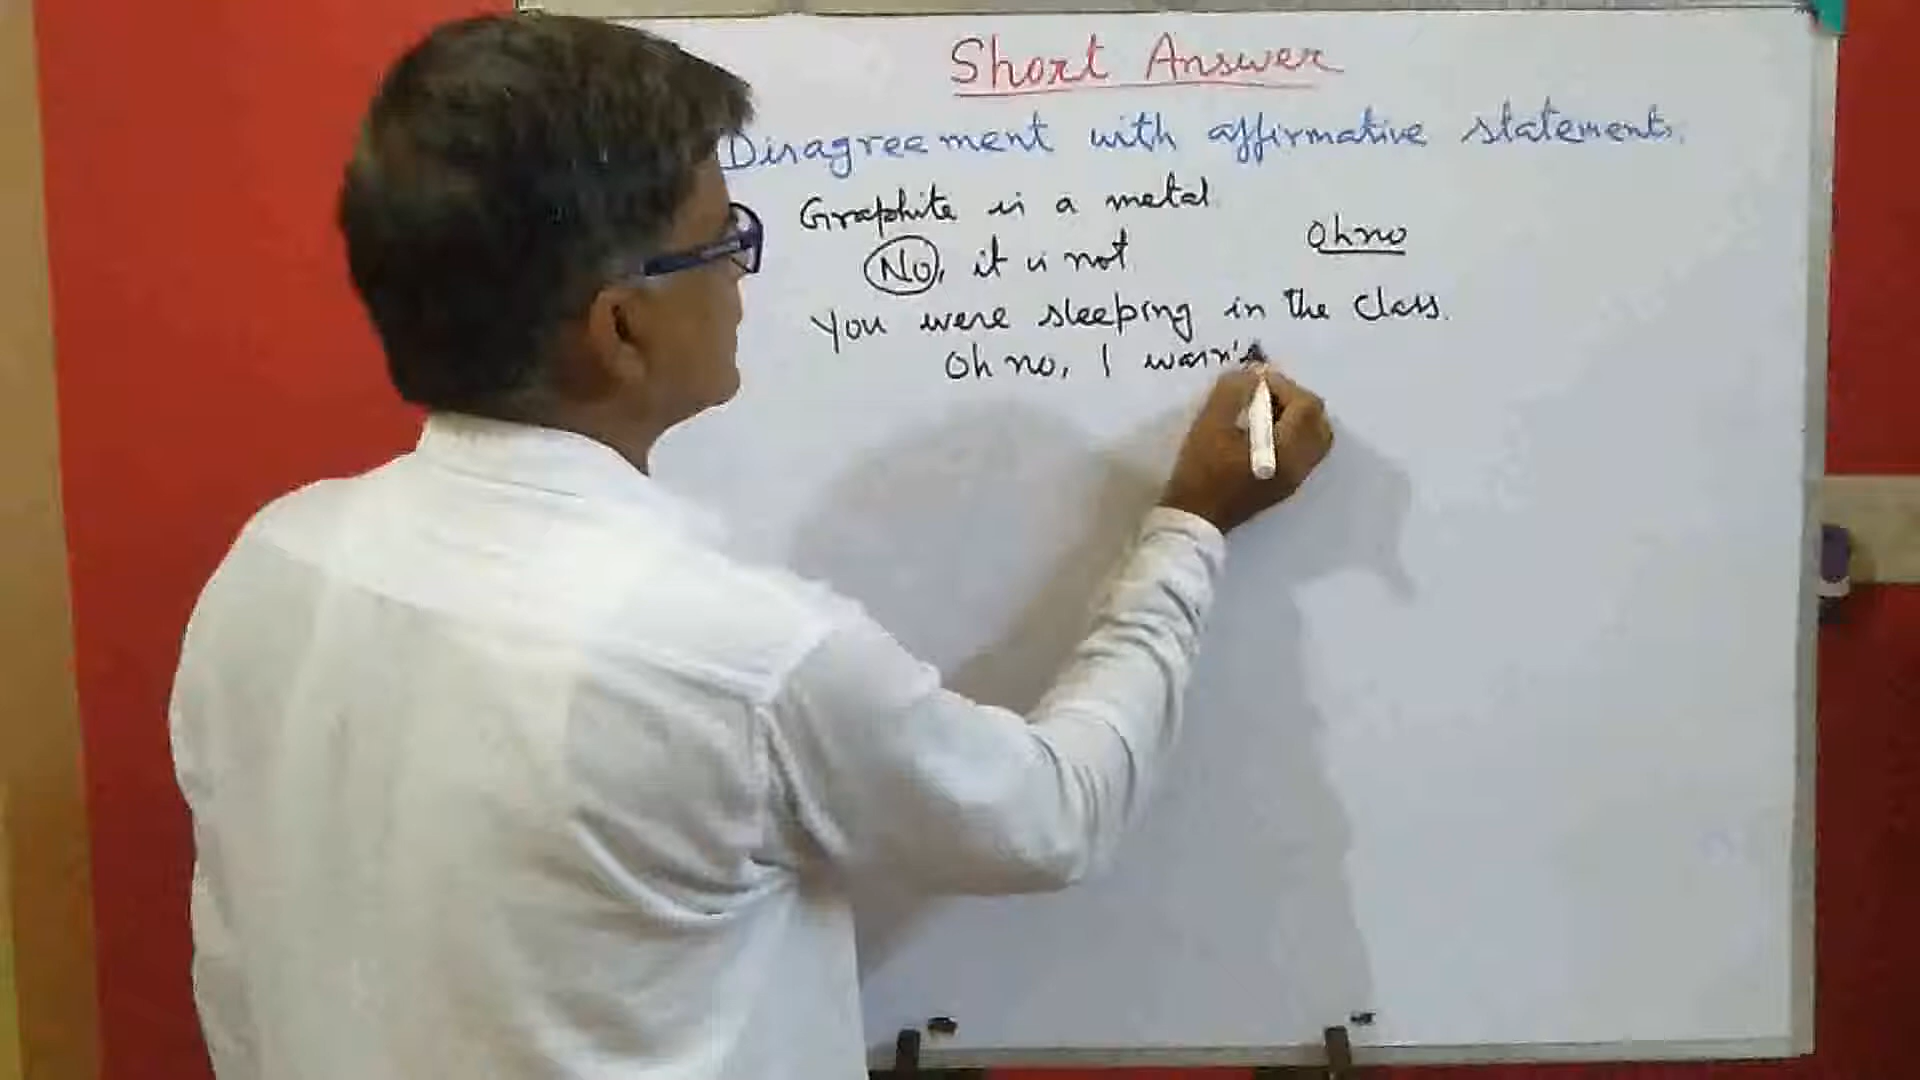 Short Answer
Disagreement with affirmative statements.
Graphite is a metal.
No, it is not.
Oh no
You were sleeping in the class.
Oh no, I wasn't